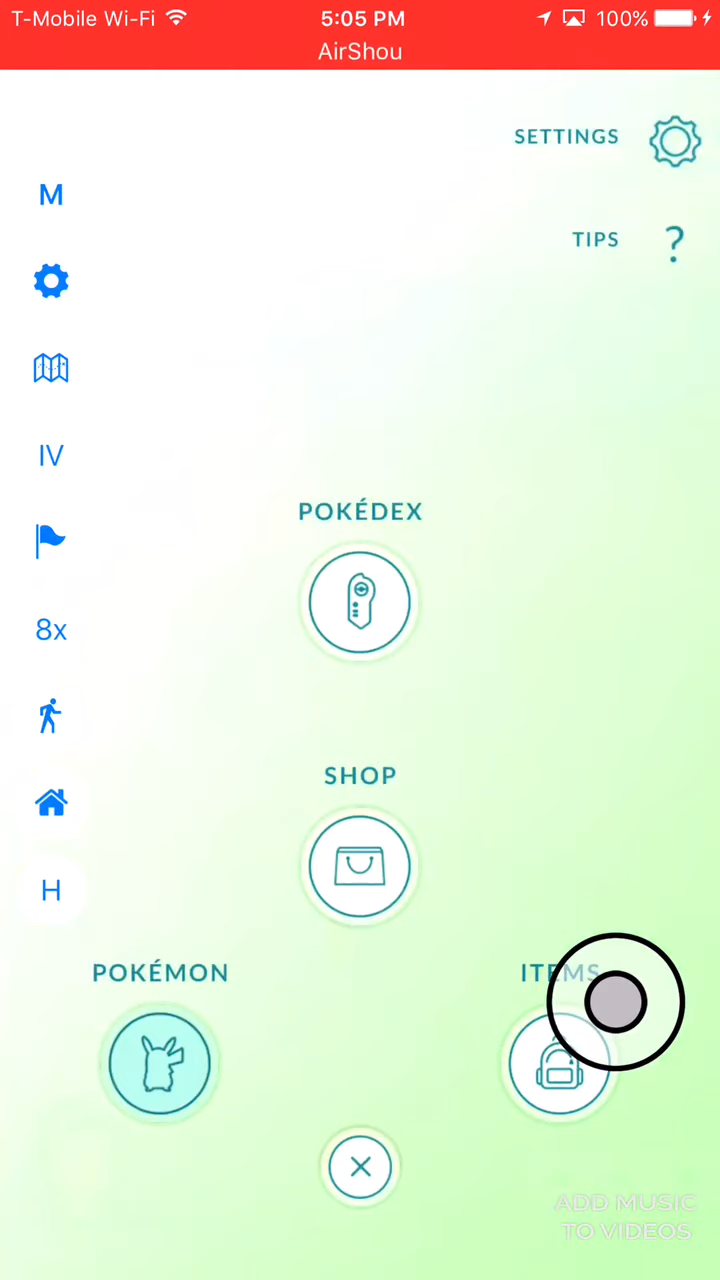 T-Mobile Wi-Fi 5:05 PM 100%
AirShou
SETTINGS
TIPS ?
M
IV
8x
H
POKÉDEX
SHOP
POKÉMON
ITEMS
ADD MUSIC
TO VIDEOS